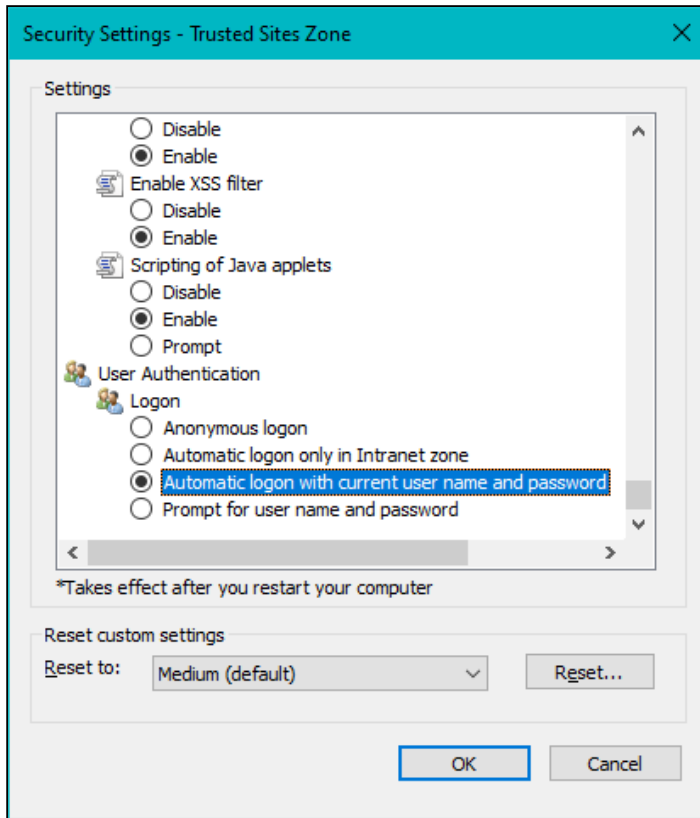 Security Settings - Trusted Sites Zone
Settings
Disable
Enable
Enable XSS filter
Disable
Enable
Scripting of Java applets
Disable
Enable
Prompt
User Authentication
Logon
Anonymous logon
Automatic logon only in Intranet zone
Automatic logon with current user name and password
Prompt for user name and password
*Takes effect after you restart your computer
Reset custom settings
Reset to: Medium (default) Reset...
OK Cancel